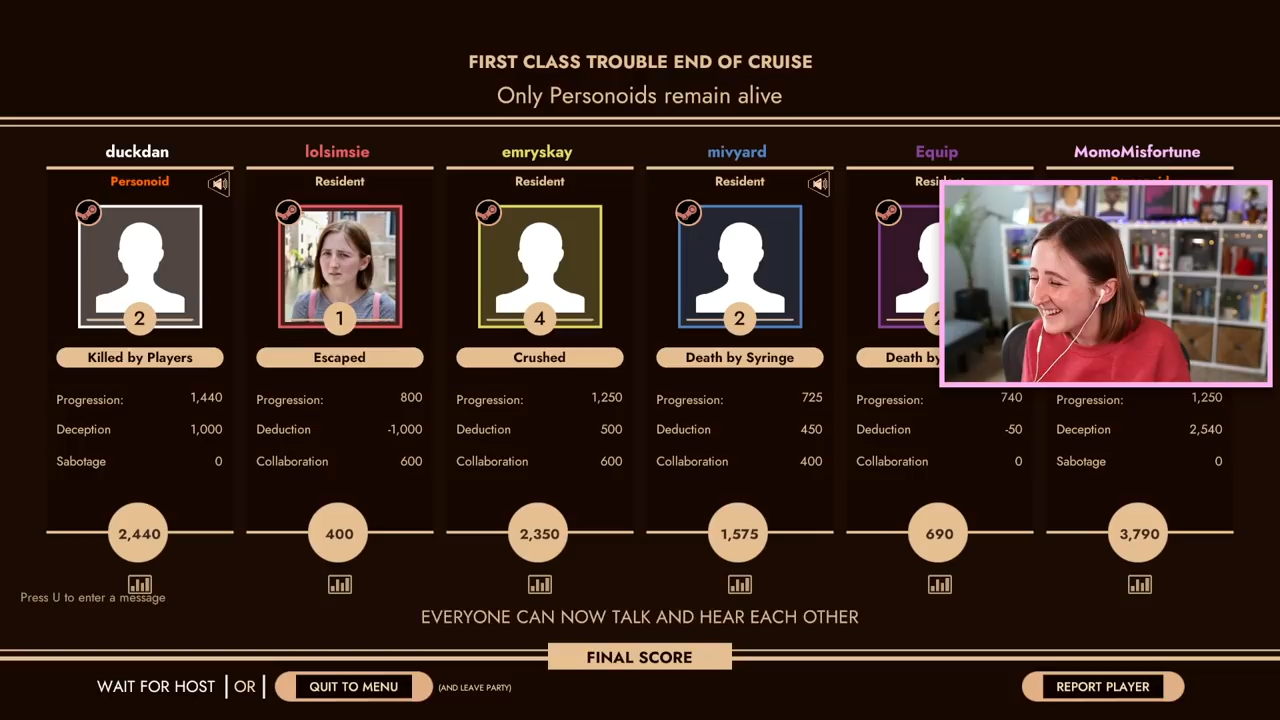 FIRST CLASS TROUBLE END OF CRUISE
Only Personoids remain alive
duckdan lolsimsie emryskay mivyard Equip MomoMisfortune
Personoid Resident Resident Resident
2 1 4 2
Killed by Players Escaped Crushed Death by Syringe Death by
Progression: 1,440 Progression: 800 Progression: 1,250 Progression: 725 Progression: 740 Progression: 1,250
Deception 1,000 Deduction -1,000 Deduction 500 Deduction 450 Deduction -50 Deception 2,540
Sabotage 0 Collaboration 600 Collaboration 600 Collaboration 400 Collaboration 0 Sabotage 0
2,440 400 2,350 1,575 690 3,790
Press U to enter a message
EVERYONE CAN NOW TALK AND HEAR EACH OTHER
FINAL SCORE
WAIT FOR HOST | OR | QUIT TO MENU (AND LEAVE PARTY) REPORT PLAYER